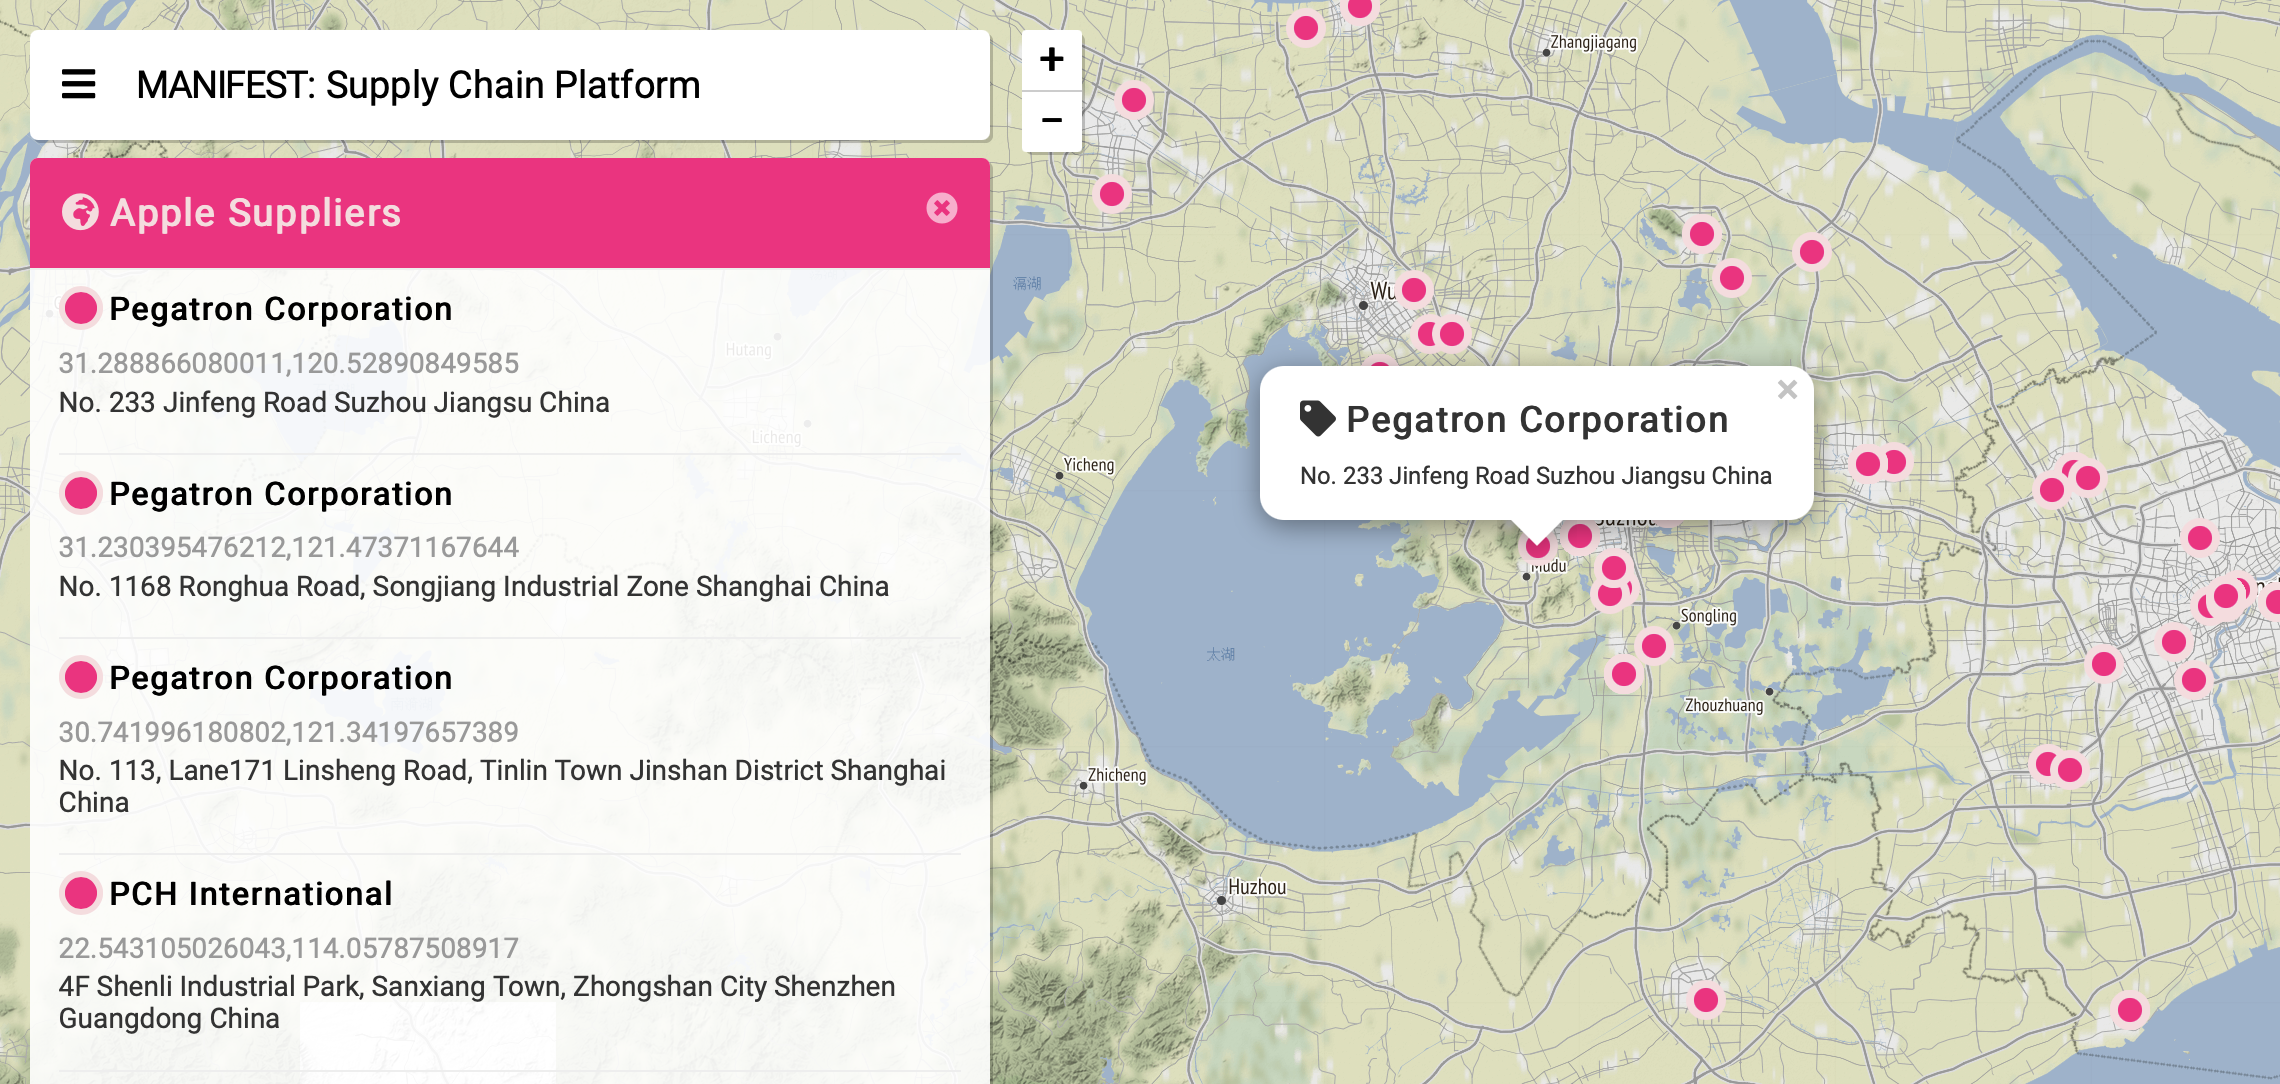 MANIFEST: Supply Chain Platform
Apple Suppliers
Pegatron Corporation
31.288866080011,120.52890849585
No. 233 Jinfeng Road Suzhou Jiangsu China
Pegatron Corporation
31.230395476212,121.47371167644
No. 1168 Ronghua Road, Songjiang Industrial Zone Shanghai China
Pegatron Corporation
30.741996180802,121.34197657389
No. 113, Lane171 Linsheng Road, Tinlin Town Jinshan District Shanghai
China
PCH International
22.543105026043,114.05787508917
4F Shenli Industrial Park, Sanxiang Town, Zhongshan City Shenzhen
Guangdong China
Hutang
Licheng
+
−
Zhangjiagang
滆湖
Wu
Yicheng
Pegatron Corporation
No. 233 Jinfeng Road Suzhou Jiangsu China
Mudu
Songling
太湖
Zhouzhuang
Zhicheng
Huzhou